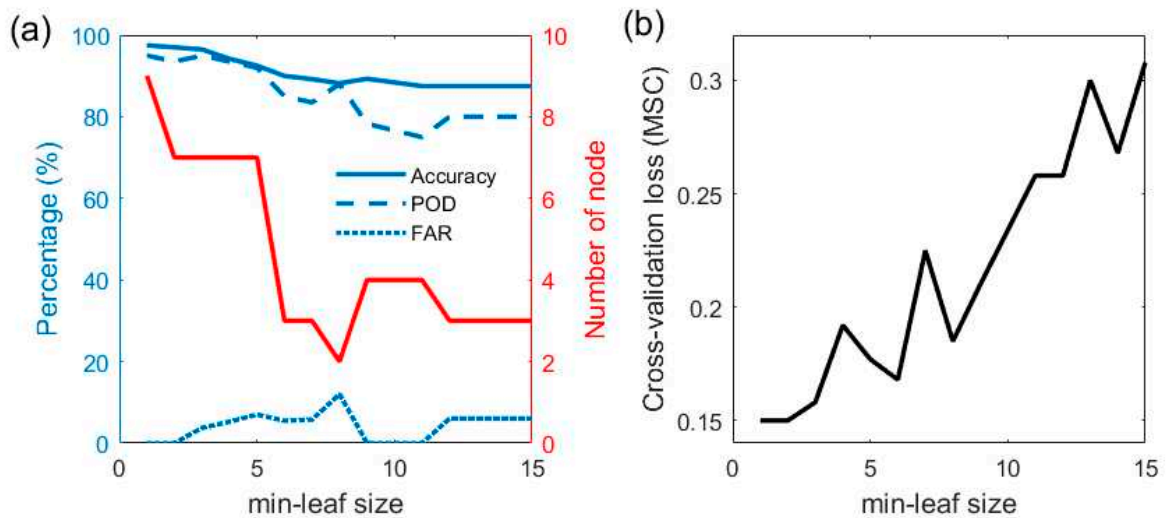 (a)
100
80
60
40
20
0
Percentage (%)
Accuracy
POD
FAR
10
8
6
4
2
0
Number of node
0
5
10
15
min-leaf size
(b)
0.3
0.25
0.2
0.15
Cross-validation loss (MSC)
0
5
10
15
min-leaf size